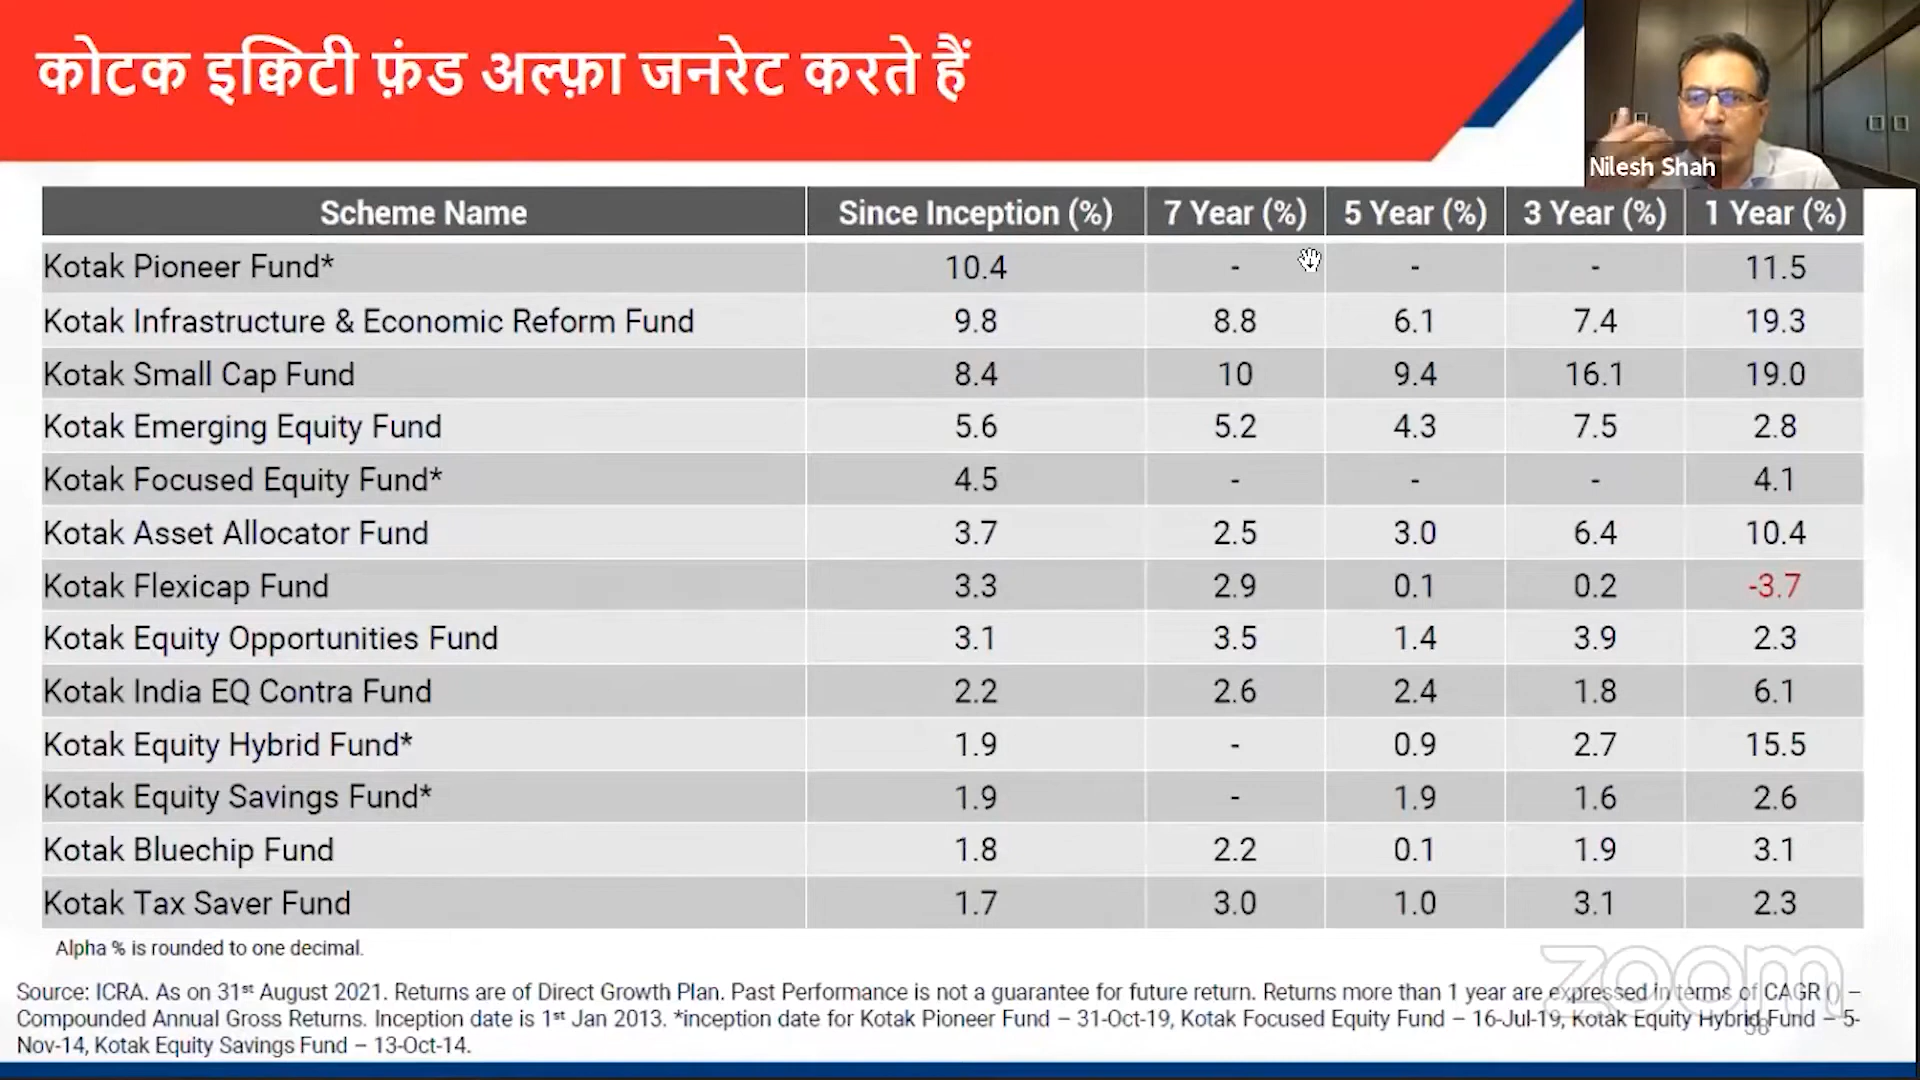 कोटक इक्विटी फ़ंड अल्फ़ा जनरेट करते हैं
Nilesh Shah
Scheme Name Since Inception (%) 7 Year (%) 5 Year (%) 3 Year (%) 1 Year (%)
Kotak Pioneer Fund* 10.4 - - - 11.5
Kotak Infrastructure & Economic Reform Fund 9.8 8.8 6.1 7.4 19.3
Kotak Small Cap Fund 8.4 10 9.4 16.1 19.0
Kotak Emerging Equity Fund 5.6 5.2 4.3 7.5 2.8
Kotak Focused Equity Fund* 4.5 - - - 4.1
Kotak Asset Allocator Fund 3.7 2.5 3.0 6.4 10.4
Kotak Flexicap Fund 3.3 2.9 0.1 0.2 -3.7
Kotak Equity Opportunities Fund 3.1 3.5 1.4 3.9 2.3
Kotak India EQ Contra Fund 2.2 2.6 2.4 1.8 6.1
Kotak Equity Hybrid Fund* 1.9 - 0.9 2.7 15.5
Kotak Equity Savings Fund* 1.9 - 1.9 1.6 2.6
Kotak Bluechip Fund 1.8 2.2 0.1 1.9 3.1
Kotak Tax Saver Fund 1.7 3.0 1.0 3.1 2.3
Alpha % is rounded to one decimal.
zoom
Source: ICRA. As on 31st August 2021. Returns are of Direct Growth Plan. Past Performance is not a guarantee for future return. Returns more than 1 year are expressed in terms of CAGR () –
Compounded Annual Gross Returns. Inception date is 1st Jan 2013. *inception date for Kotak Pioneer Fund – 31-Oct-19, Kotak Focused Equity Fund – 16-Jul-19, Kotak Equity Hybrid Fund – 5-
Nov-14, Kotak Equity Savings Fund – 13-Oct-14.
58